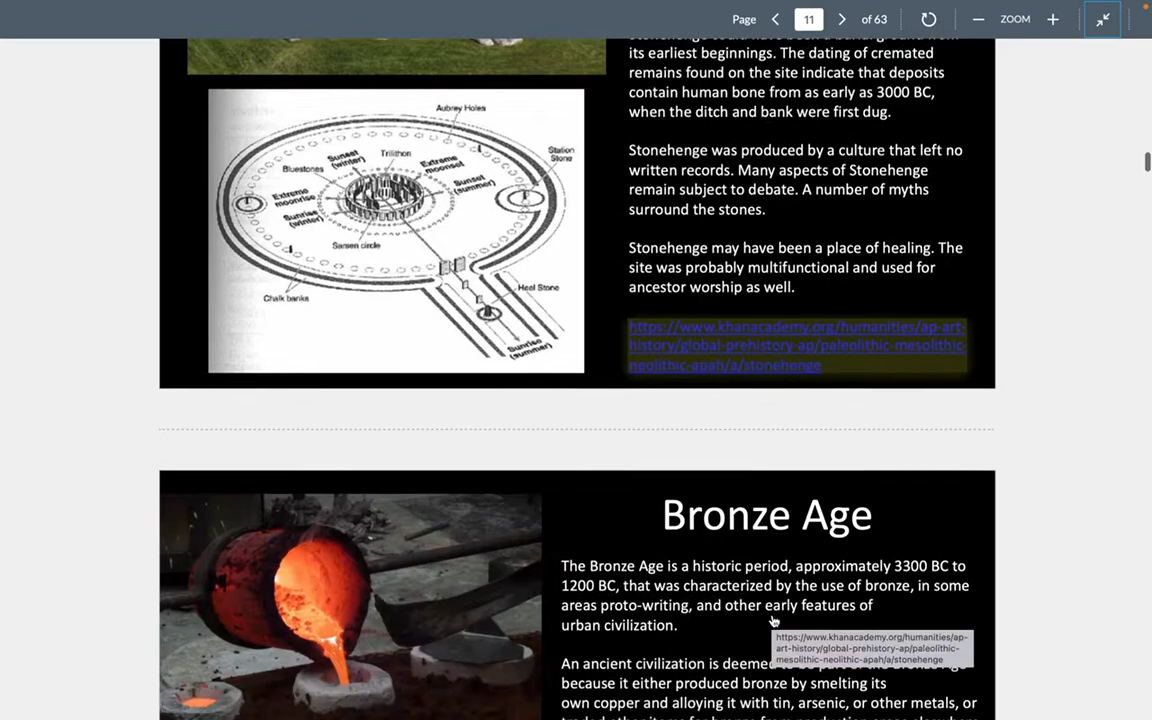 Page 11 of 63 ZOOM
its earliest beginnings. The dating of cremated
remains found on the site indicate that deposits
contain human bone from as early as 3000 BC,
when the ditch and bank were first dug.
Stonehenge was produced by a culture that left no
written records. Many aspects of Stonehenge
remain subject to debate. A number of myths
surround the stones.
Stonehenge may have been a place of healing. The
site was probably multifunctional and used for
ancestor worship as well.
https://www.khanacademy.org/humanities/ap-art-
history/global-prehistory-ap/paleolithic-mesolithic-
neolithic-apah/a/stonehenge
Aubrey Holes
Station
Stone
Sunset
(winter)
Trilithon
Extreme
moonset
Bluestones
Sunset
(summer)
Extreme
moonrise
Sunrise
(winter)
Sarsen circle
Chalk banks
Heel Stone
Sunrise
(summer)
Bronze Age
The Bronze Age is a historic period, approximately 3300 BC to
1200 BC, that was characterized by the use of bronze, in some
areas proto-writing, and other early features of
urban civilization.
https://www.khanacademy.org/humanities/ap-
art-history/global-prehistory-ap/paleolithic-
mesolithic-neolithic-apah/a/stonehenge
An ancient civilization is deemed
because it either produced bronze by smelting its
own copper and alloying it with tin, arsenic, or other metals, or